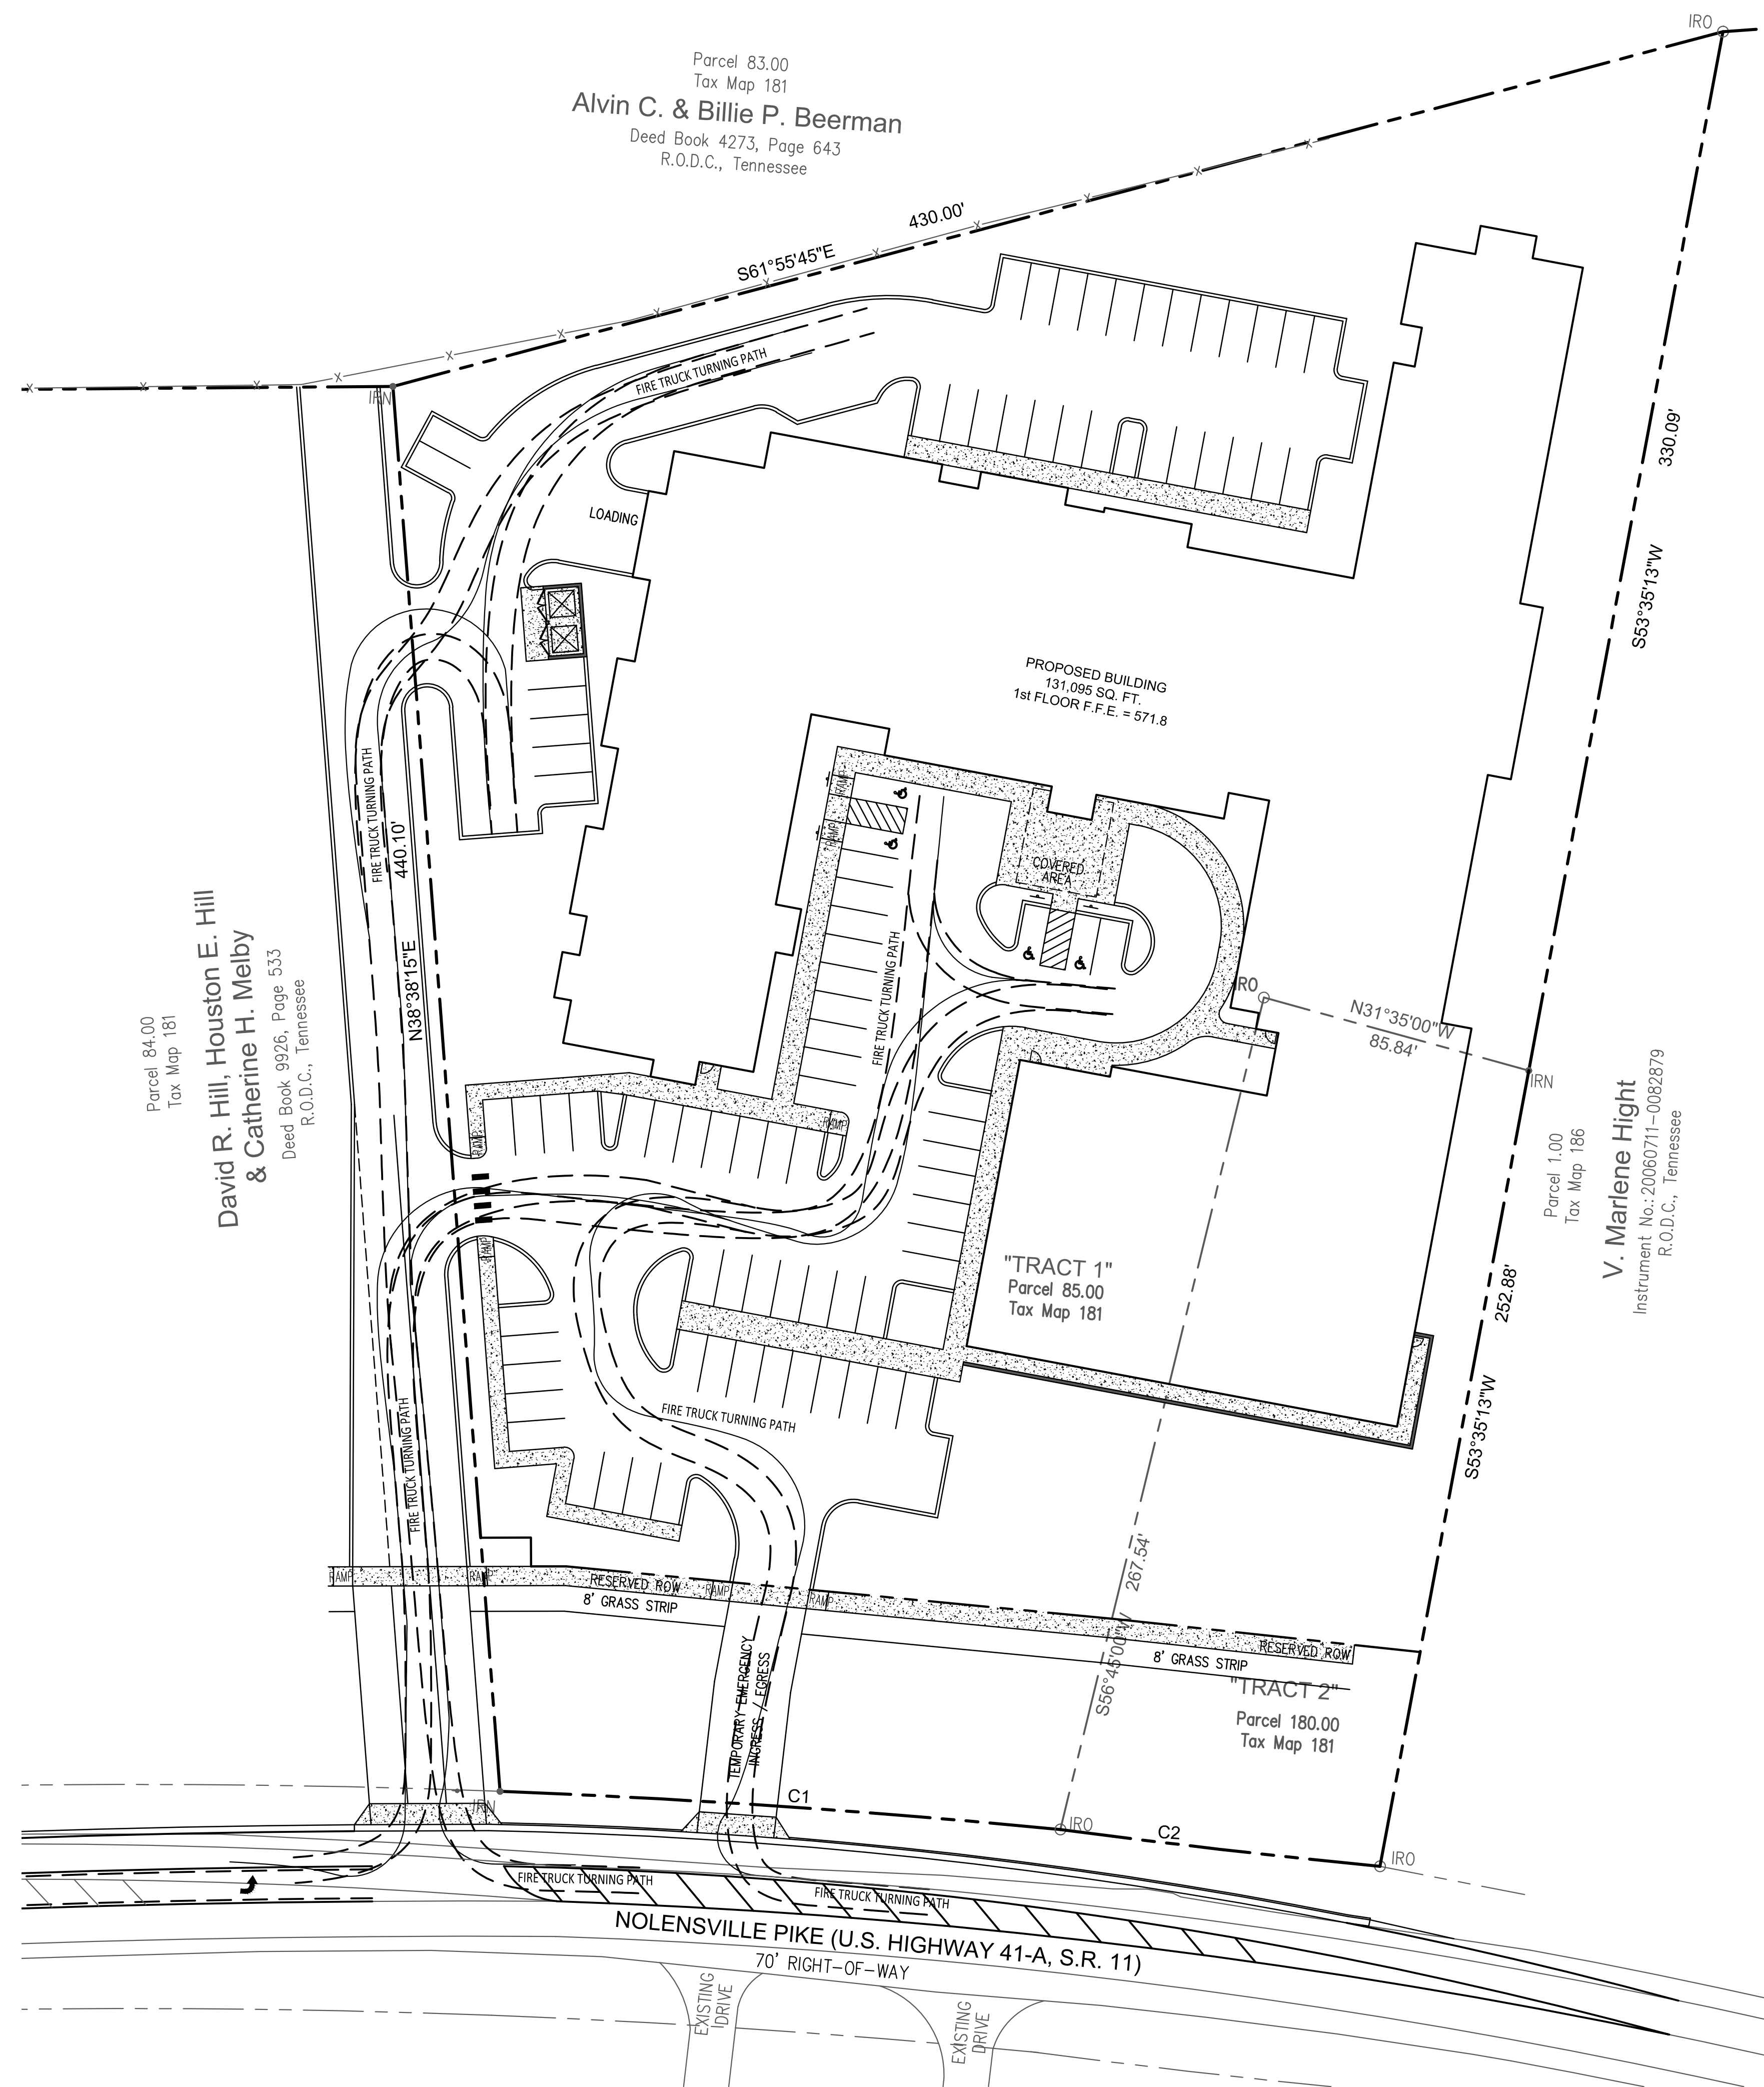 IRO
Parcel 83.00
Tax Map 181
Alvin C. & Billie P. Beerman
Deed Book 4273, Page 643
R.O.D.C., Tennessee
430.00'
S61°55'45"E
IRN
FIRE TRUCK TURNING PATH
LOADING
330.09'
S53°35'13"W
PROPOSED BUILDING
131,095 SQ. FT.
1st FLOOR F.F.E. = 571.8
FIRE TRUCK TURNING PATH
440.10'
N38°38'15"E
RAMP
RAMP
COVERED
AREA
FIRE TRUCK TURNING PATH
IRO
N31°35'00"W
85.84'
IRN
Parcel 84.00
Tax Map 181
David R. Hill, Houston E. Hill
& Catherine H. Melby
Deed Book 9926, Page 533
R.O.D.C., Tennessee
Parcel 1.00
Tax Map 186
V. Marlene Hight
Instrument No.: 20060711-0082879
R.O.D.C., Tennessee
RAMP
RAMP
RAMP
"TRACT 1"
Parcel 85.00
Tax Map 181
252.88'
S53°35'13"W
FIRE TRUCK TURNING PATH
FIRE TRUCK TURNING PATH
267.54'
S56°45'00"W
RAMP
RAMP
RESERVED ROW
8' GRASS STRIP
RAMP
RAMP
RESERVED ROW
8' GRASS STRIP
"TRACT 2"
Parcel 180.00
Tax Map 181
TEMPORARY EMERGENCY
INGRESS / EGRESS
IRN
C1
IRO
C2
IRO
FIRE TRUCK TURNING PATH
FIRE TRUCK TURNING PATH
NOLENSVILLE PIKE (U.S. HIGHWAY 41-A, S.R. 11)
70' RIGHT-OF-WAY
EXISTING
DRIVE
EXISTING
DRIVE